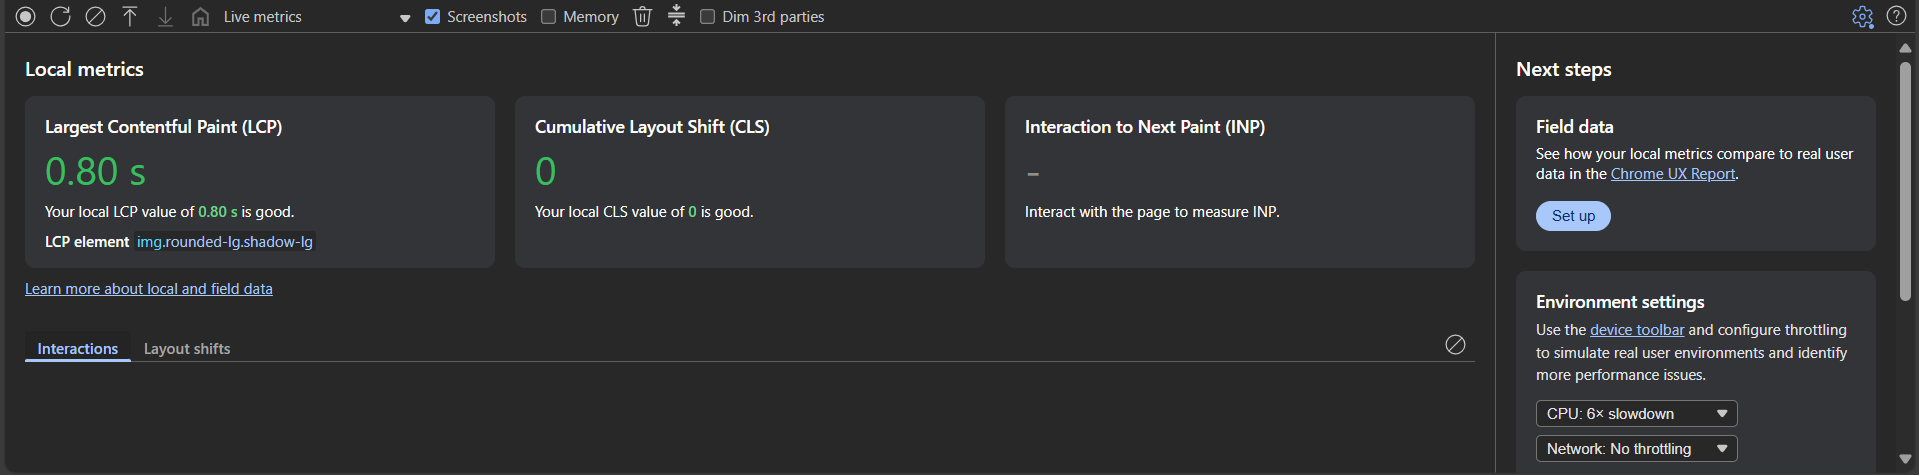 Live metrics
Screenshots
Memory
Dim 3rd parties
Local metrics
Largest Contentful Paint (LCP)
0.80 s
Your local LCP value of 0.80 s is good.
LCP element img.rounded-lg.shadow-lg
Cumulative Layout Shift (CLS)
0
Your local CLS value of 0 is good.
Interaction to Next Paint (INP)
-
Interact with the page to measure INP.
Learn more about local and field data
Interactions
Layout shifts
Next steps
Field data
See how your local metrics compare to real user
data in the Chrome UX Report.
Set up
Environment settings
Use the device toolbar and configure throttling
to simulate real user environments and identify
more performance issues.
CPU: 6× slowdown
Network: No throttling